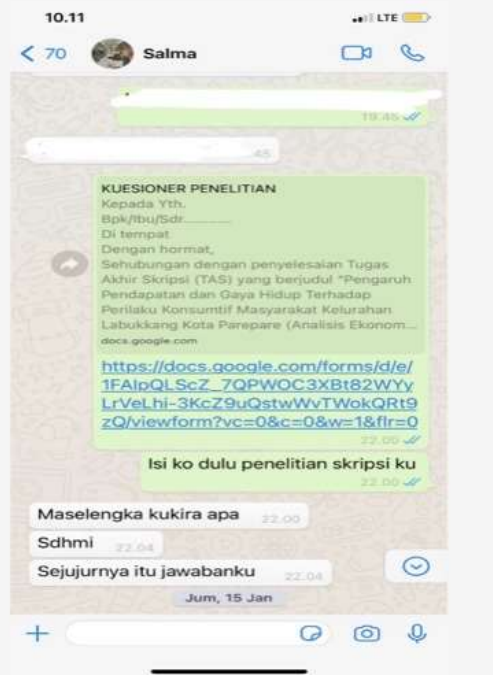 10.11
LTE
70
Salma
19.45
45
KUESIONER PENELITIAN
Kepada Yth.
Bpk/Ibu/Sdr............
Di tempat
Dengan hormat,
Sehubungan dengan penyelesaian Tugas
Akhir Skripsi (TAS) yang berjudul "Pengaruh
Pendapatan dan Gaya Hidup Terhadap
Perilaku Konsumtif Masyarakat Kelurahan
Labukkang Kota Parepare (Analisis Ekonom...
docs.google.com
https://docs.google.com/forms/d/e/
1FAIpQLScZ_7QPWOC3XBt82WYy
LrVeLhi-3KcZ9uQstwWvTWokQRt9
zQ/viewform?vc=0&c=0&w=1&flr=0
22.00
Isi ko dulu penelitian skripsi ku
22.00
Maselengka kukira apa
22.00
Sdhmi
22.04
Sejujurnya itu jawabanku
22.04
Jum, 15 Jan